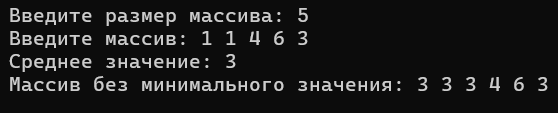 Введите размер массива: 5
Введите массив: 1 1 4 6 3
Среднее значение: 3
Массив без минимального значения: 3 3 3 4 6 3